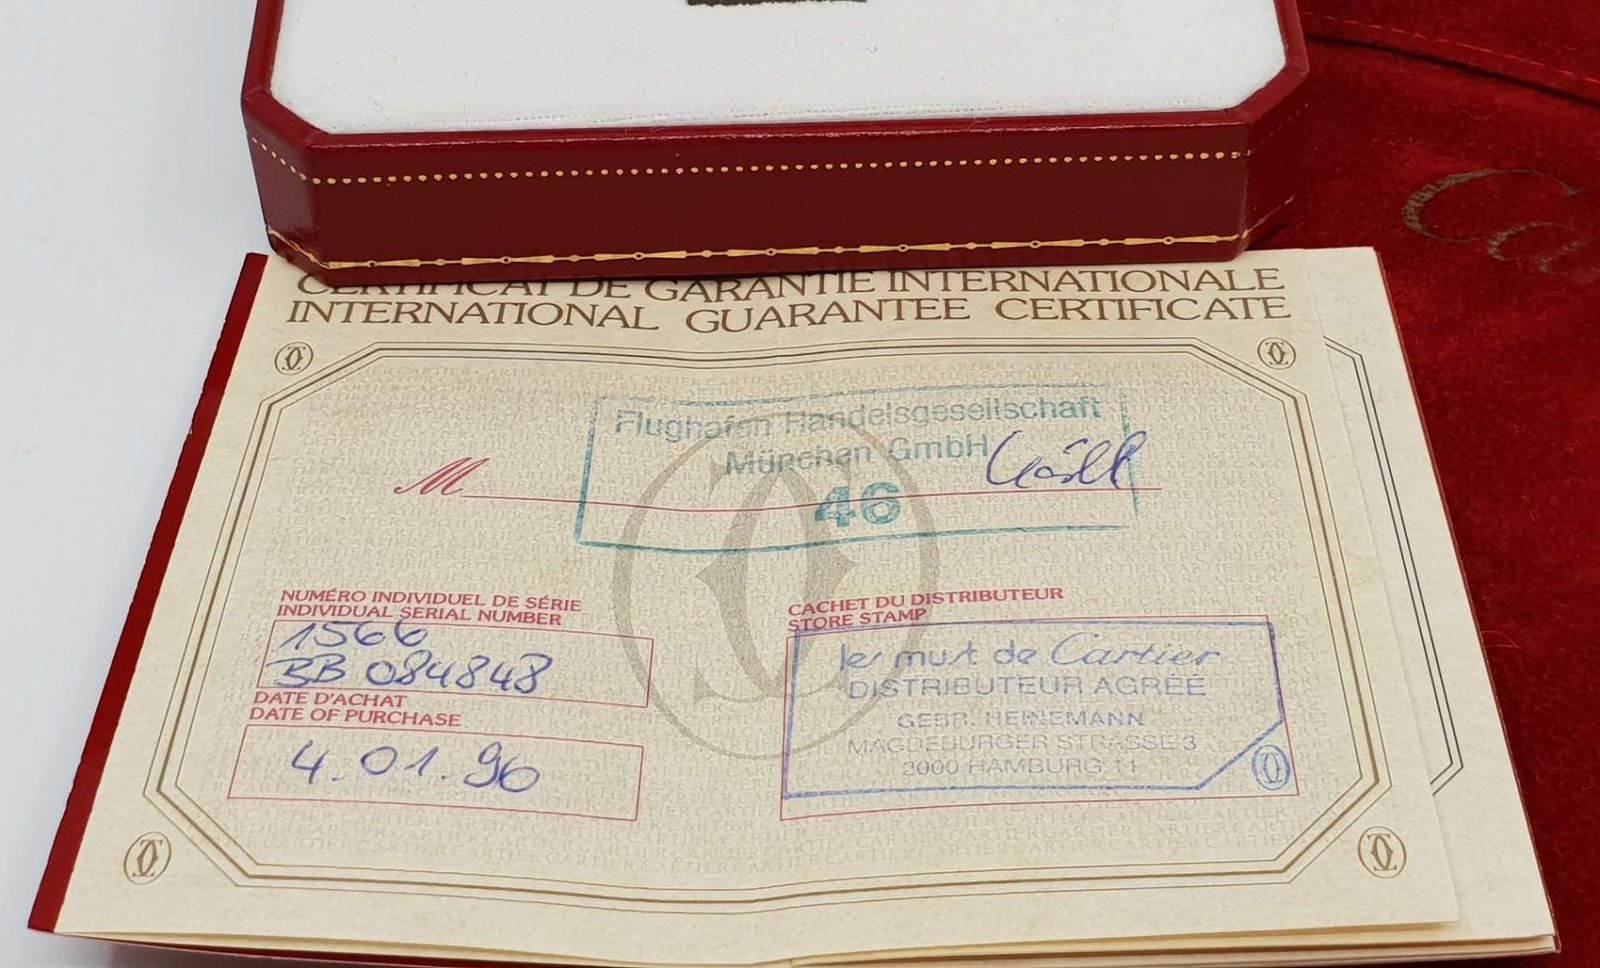 CERTIFICAT DE GARANTIE INTERNATIONALE
INTERNATIONAL GUARANTEE CERTIFICATE
Flughafen Handelsgesellschaft
München GmbH
M
46
NUMÉRO INDIVIDUEL DE SÉRIE
INDIVIDUAL SERIAL NUMBER
1566
BB 084848
DATE D'ACHAT
DATE OF PURCHASE
4.01.96
CACHET DU DISTRIBUTEUR
STORE STAMP
les must de Cartier
DISTRIBUTEUR AGRÉÉ
GEBR. HEINEMANN
MAGDEBURGER STRASSE 3
2000 HAMBURG 11